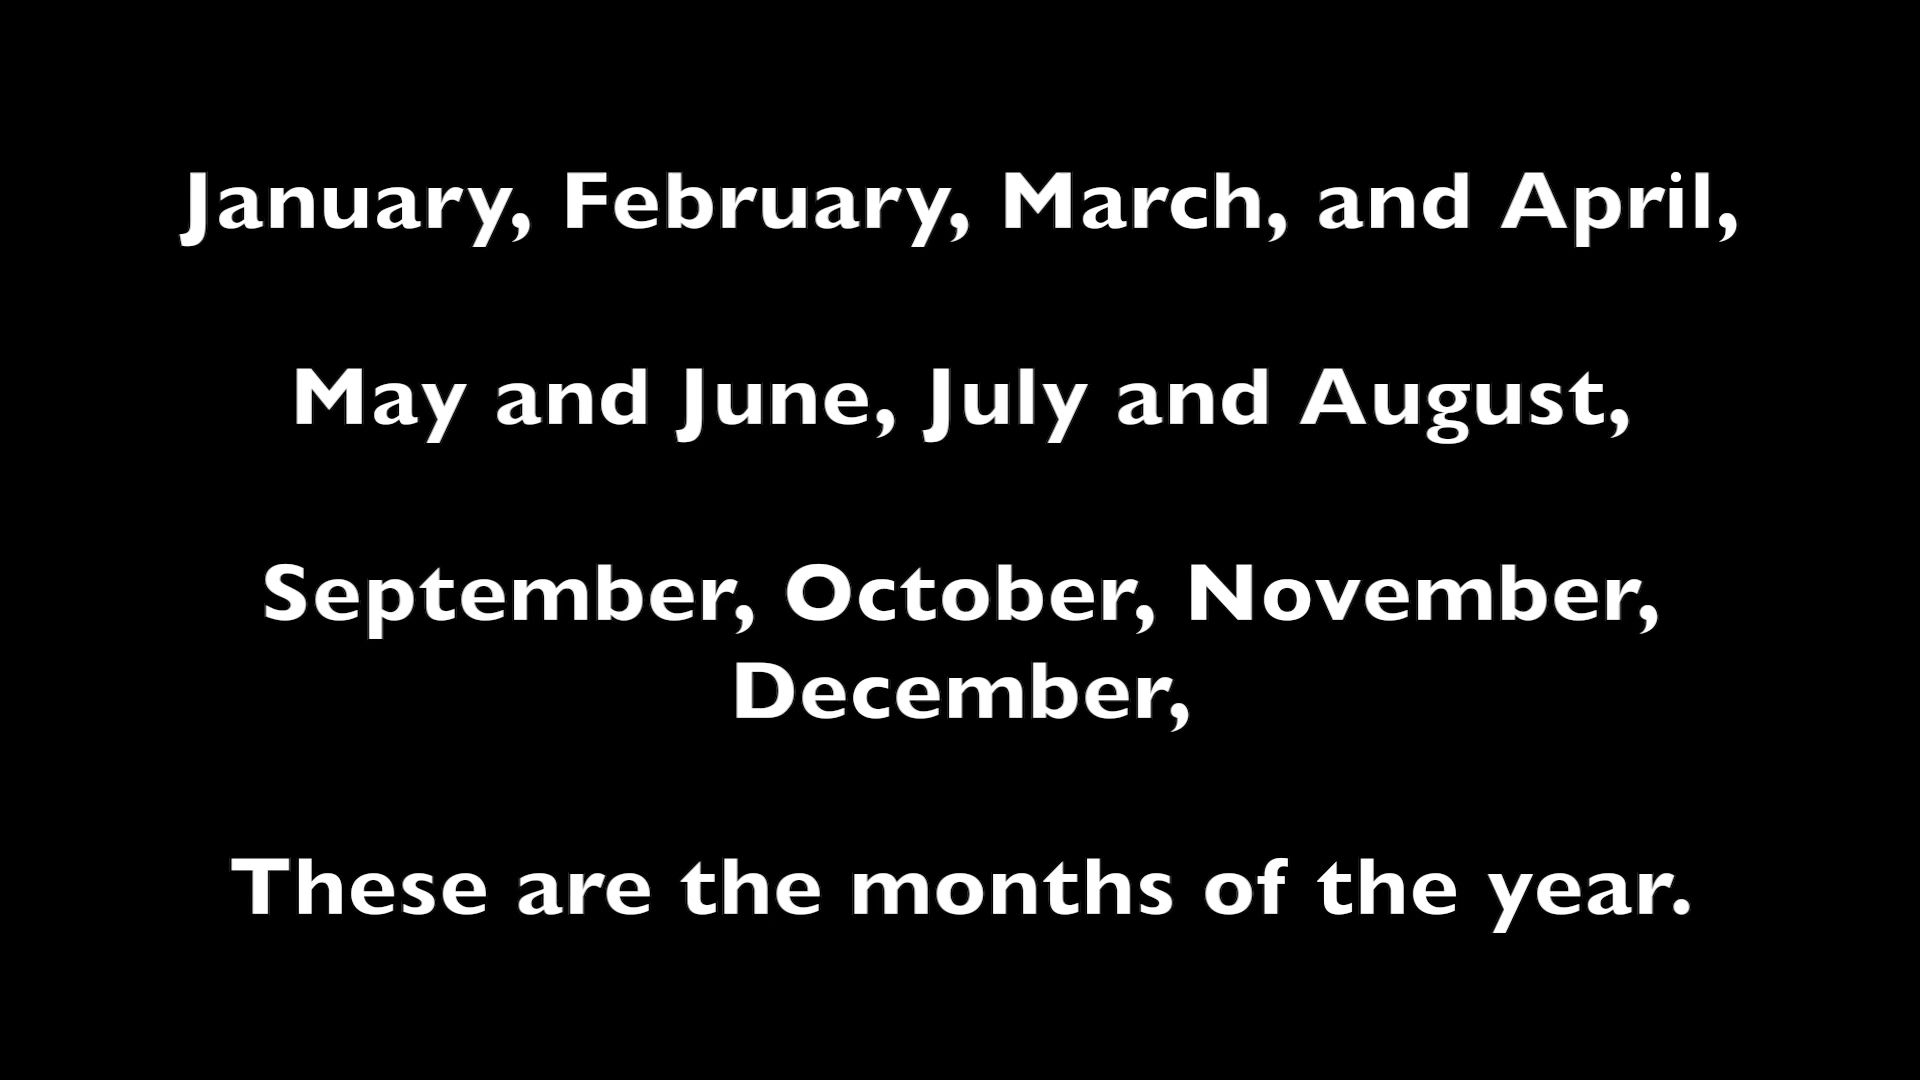 January, February, March, and April,
May and June, July and August,
September, October, November,
December,
These are the months of the year.